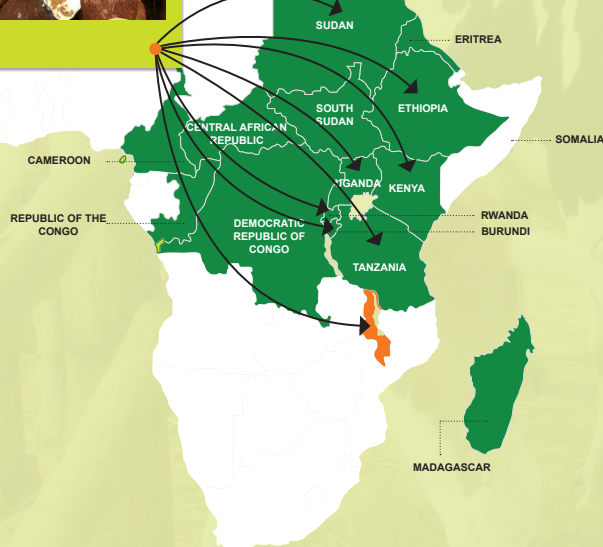 SUDAN
ERITREA
ETHIOPIA
SOUTH
SUDAN
CENTRAL AFRICAN
REPUBLIC
SOMALIA
CAMEROON
UGANDA
KENYA
REPUBLIC OF THE
CONGO
RWANDA
BURUNDI
DEMOCRATIC
REPUBLIC OF
CONGO
TANZANIA
MADAGASCAR